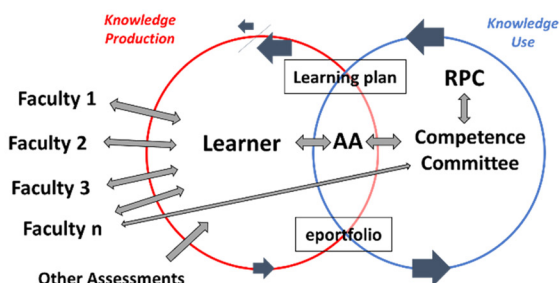 Knowledge
Production
Knowledge
Use
Learning plan
RPC
Faculty 1
Faculty 2
Learner
AA
Competence
Committee
Faculty 3
Faculty n
eportfolio
Other Assessments